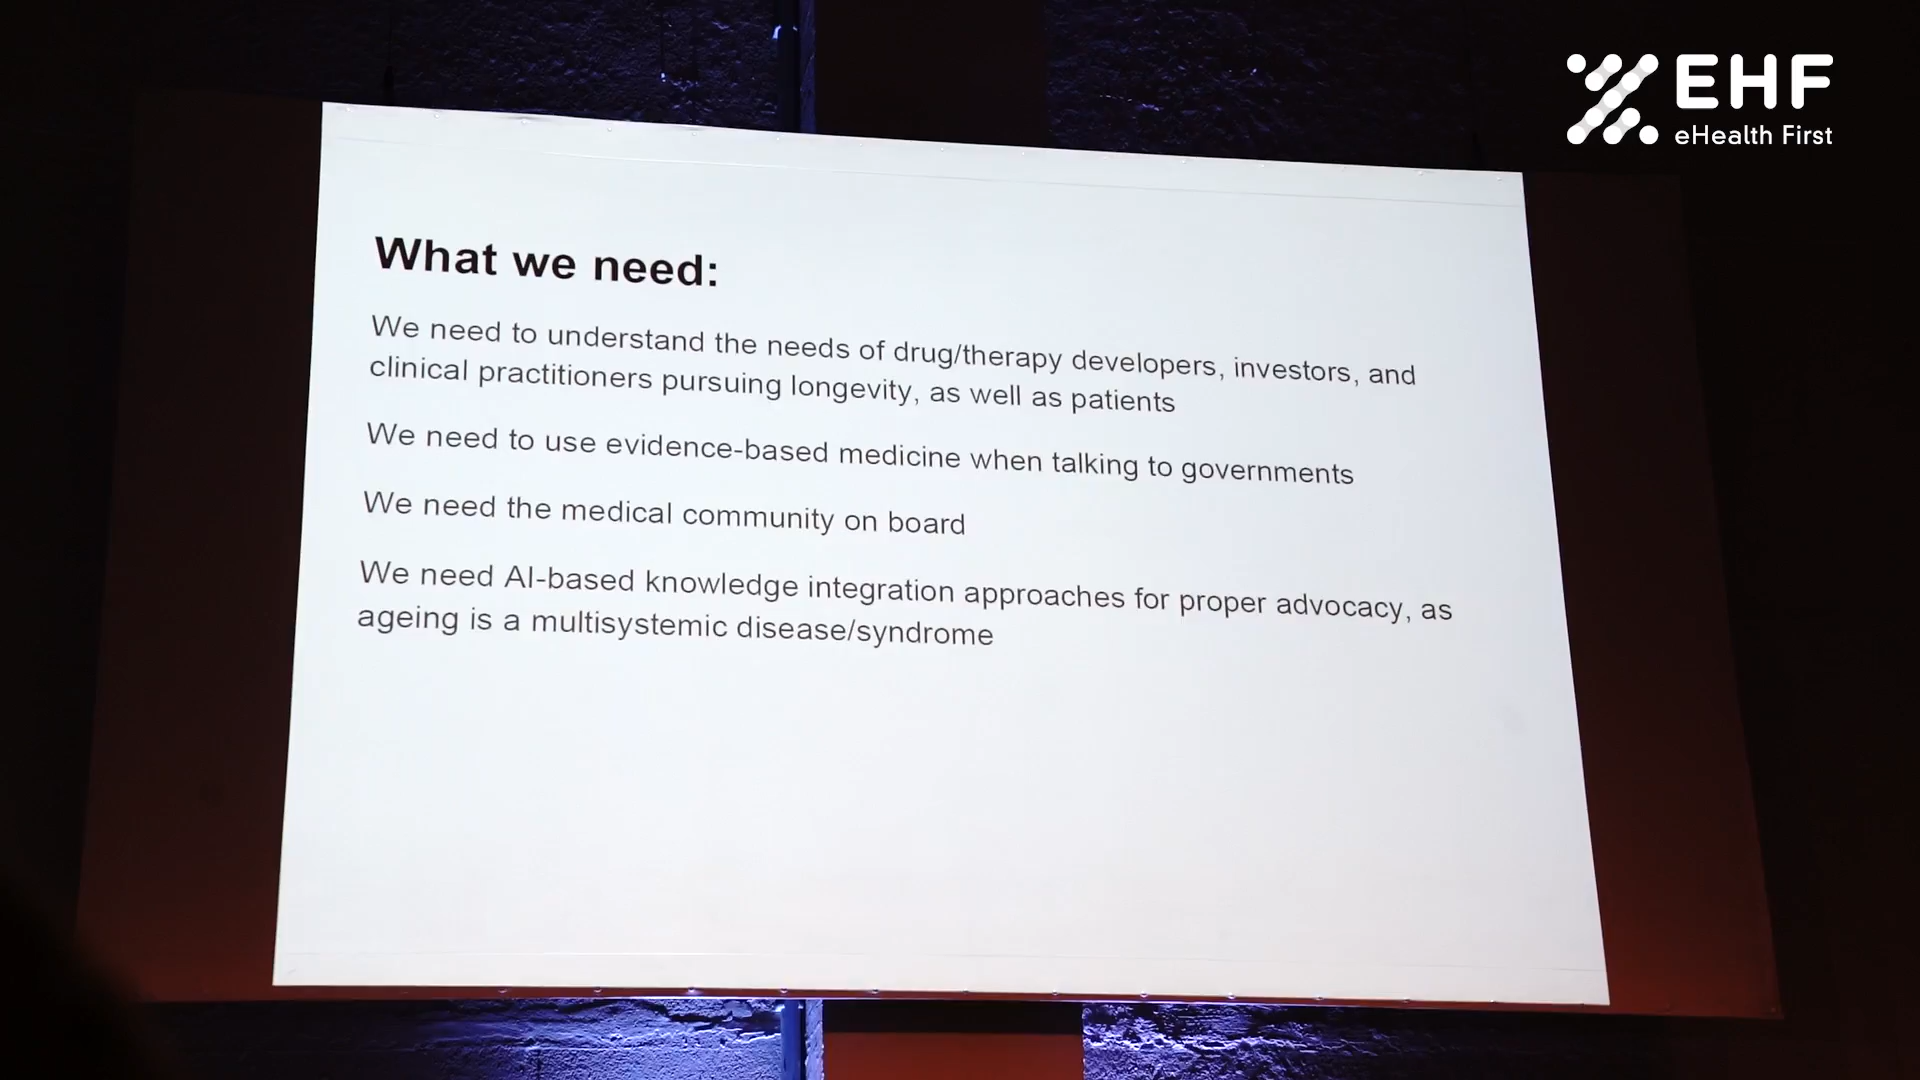 EHF
eHealth First
What we need:
We need to understand the needs of drug/therapy developers, investors, and
clinical practitioners pursuing longevity, as well as patients
We need to use evidence-based medicine when talking to governments
We need the medical community on board
We need AI-based knowledge integration approaches for proper advocacy, as
ageing is a multisystemic disease/syndrome